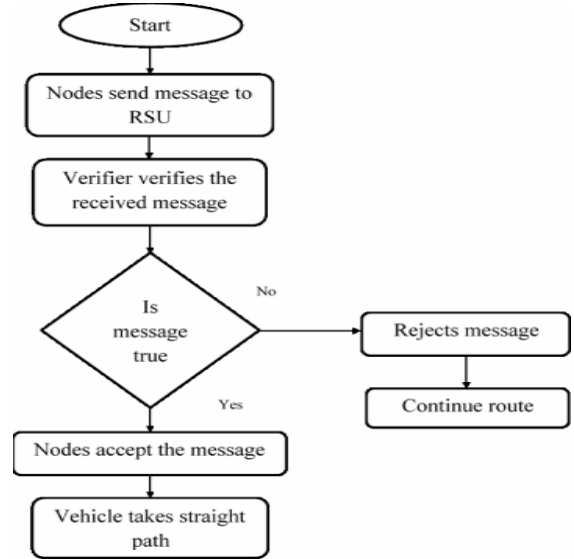 Start
Nodes send message to
RSU
Verifier verifies the
received message
Is
message
true
No
Rejects message
Continue route
Yes
Nodes accept the message
Vehicle takes straight
path